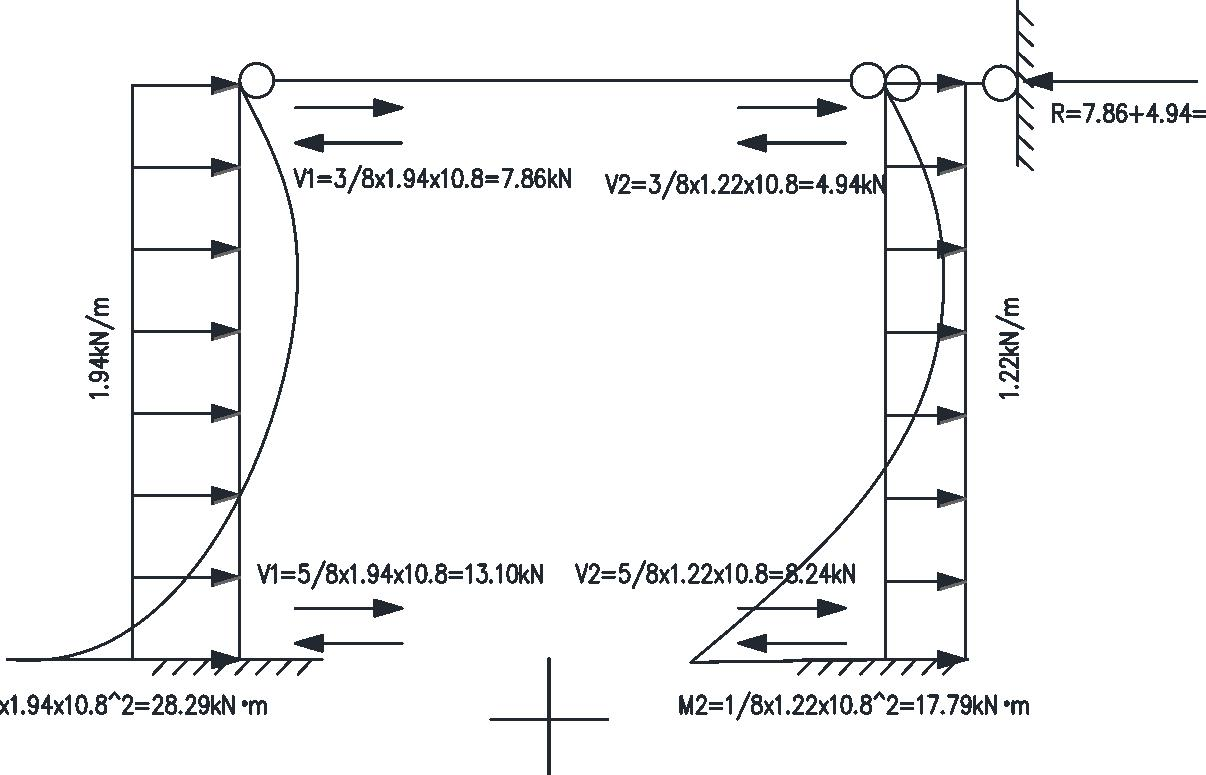 R=7.86+4.94=
V1=3/8x1.94x10.8=7.86kN
V2=3/8x1.22x10.8=4.94kN
1.94kN/m
1.22kN/m
V1=5/8x1.94x10.8=13.10kN
V2=5/8x1.22x10.8=8.24kN
x1.94x10.8^2=28.29kN•m
M2=1/8x1.22x10.8^2=17.79kN•m